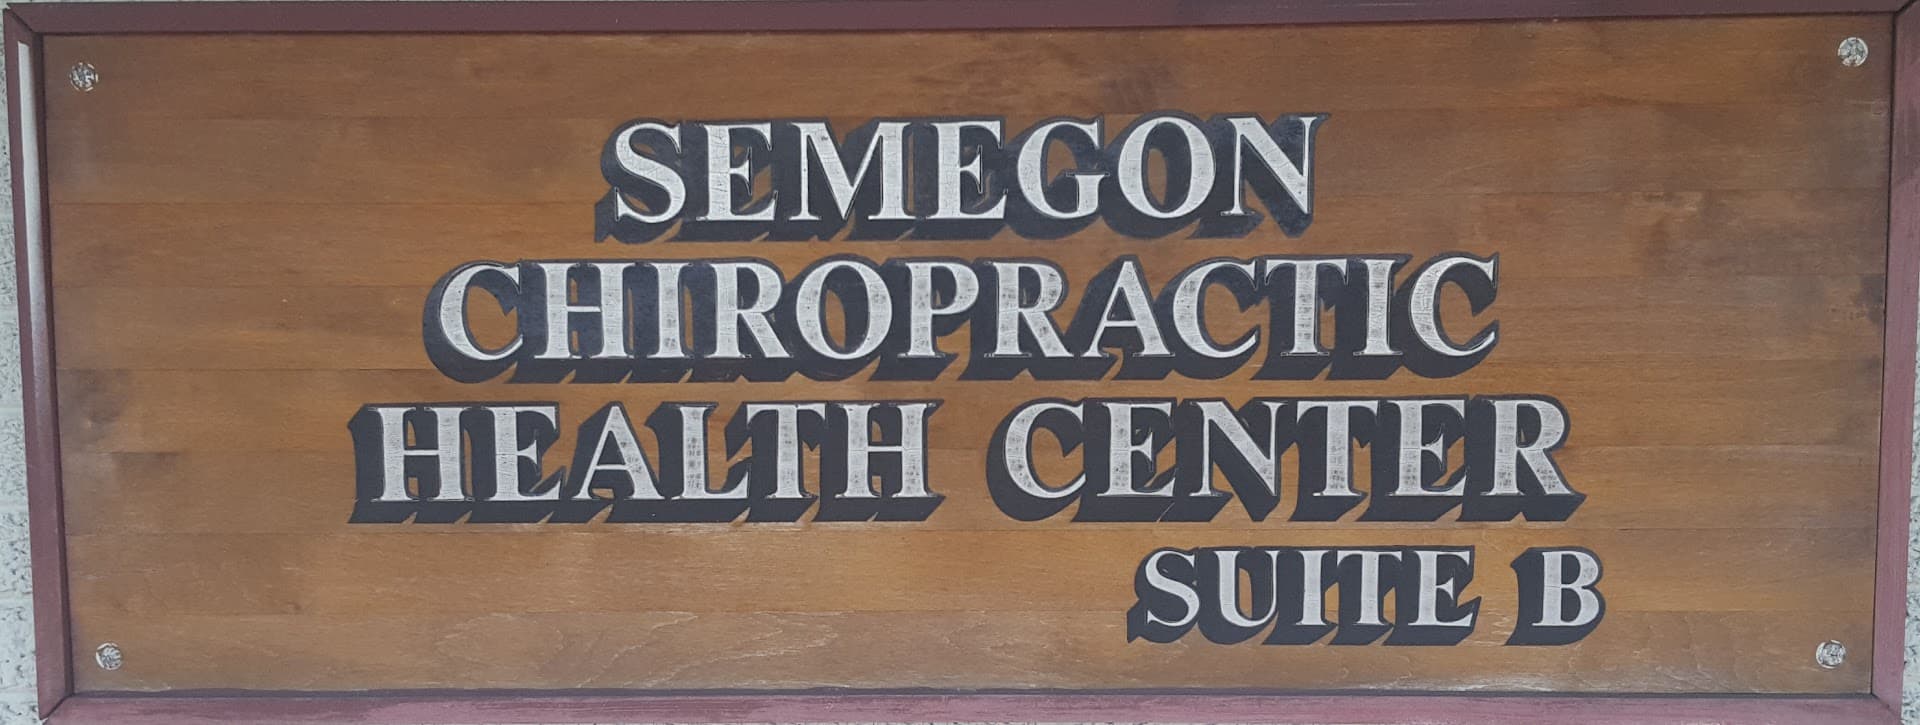 SEMEGON
CHIROPRACTIC
HEALTH CENTER
SUITE B